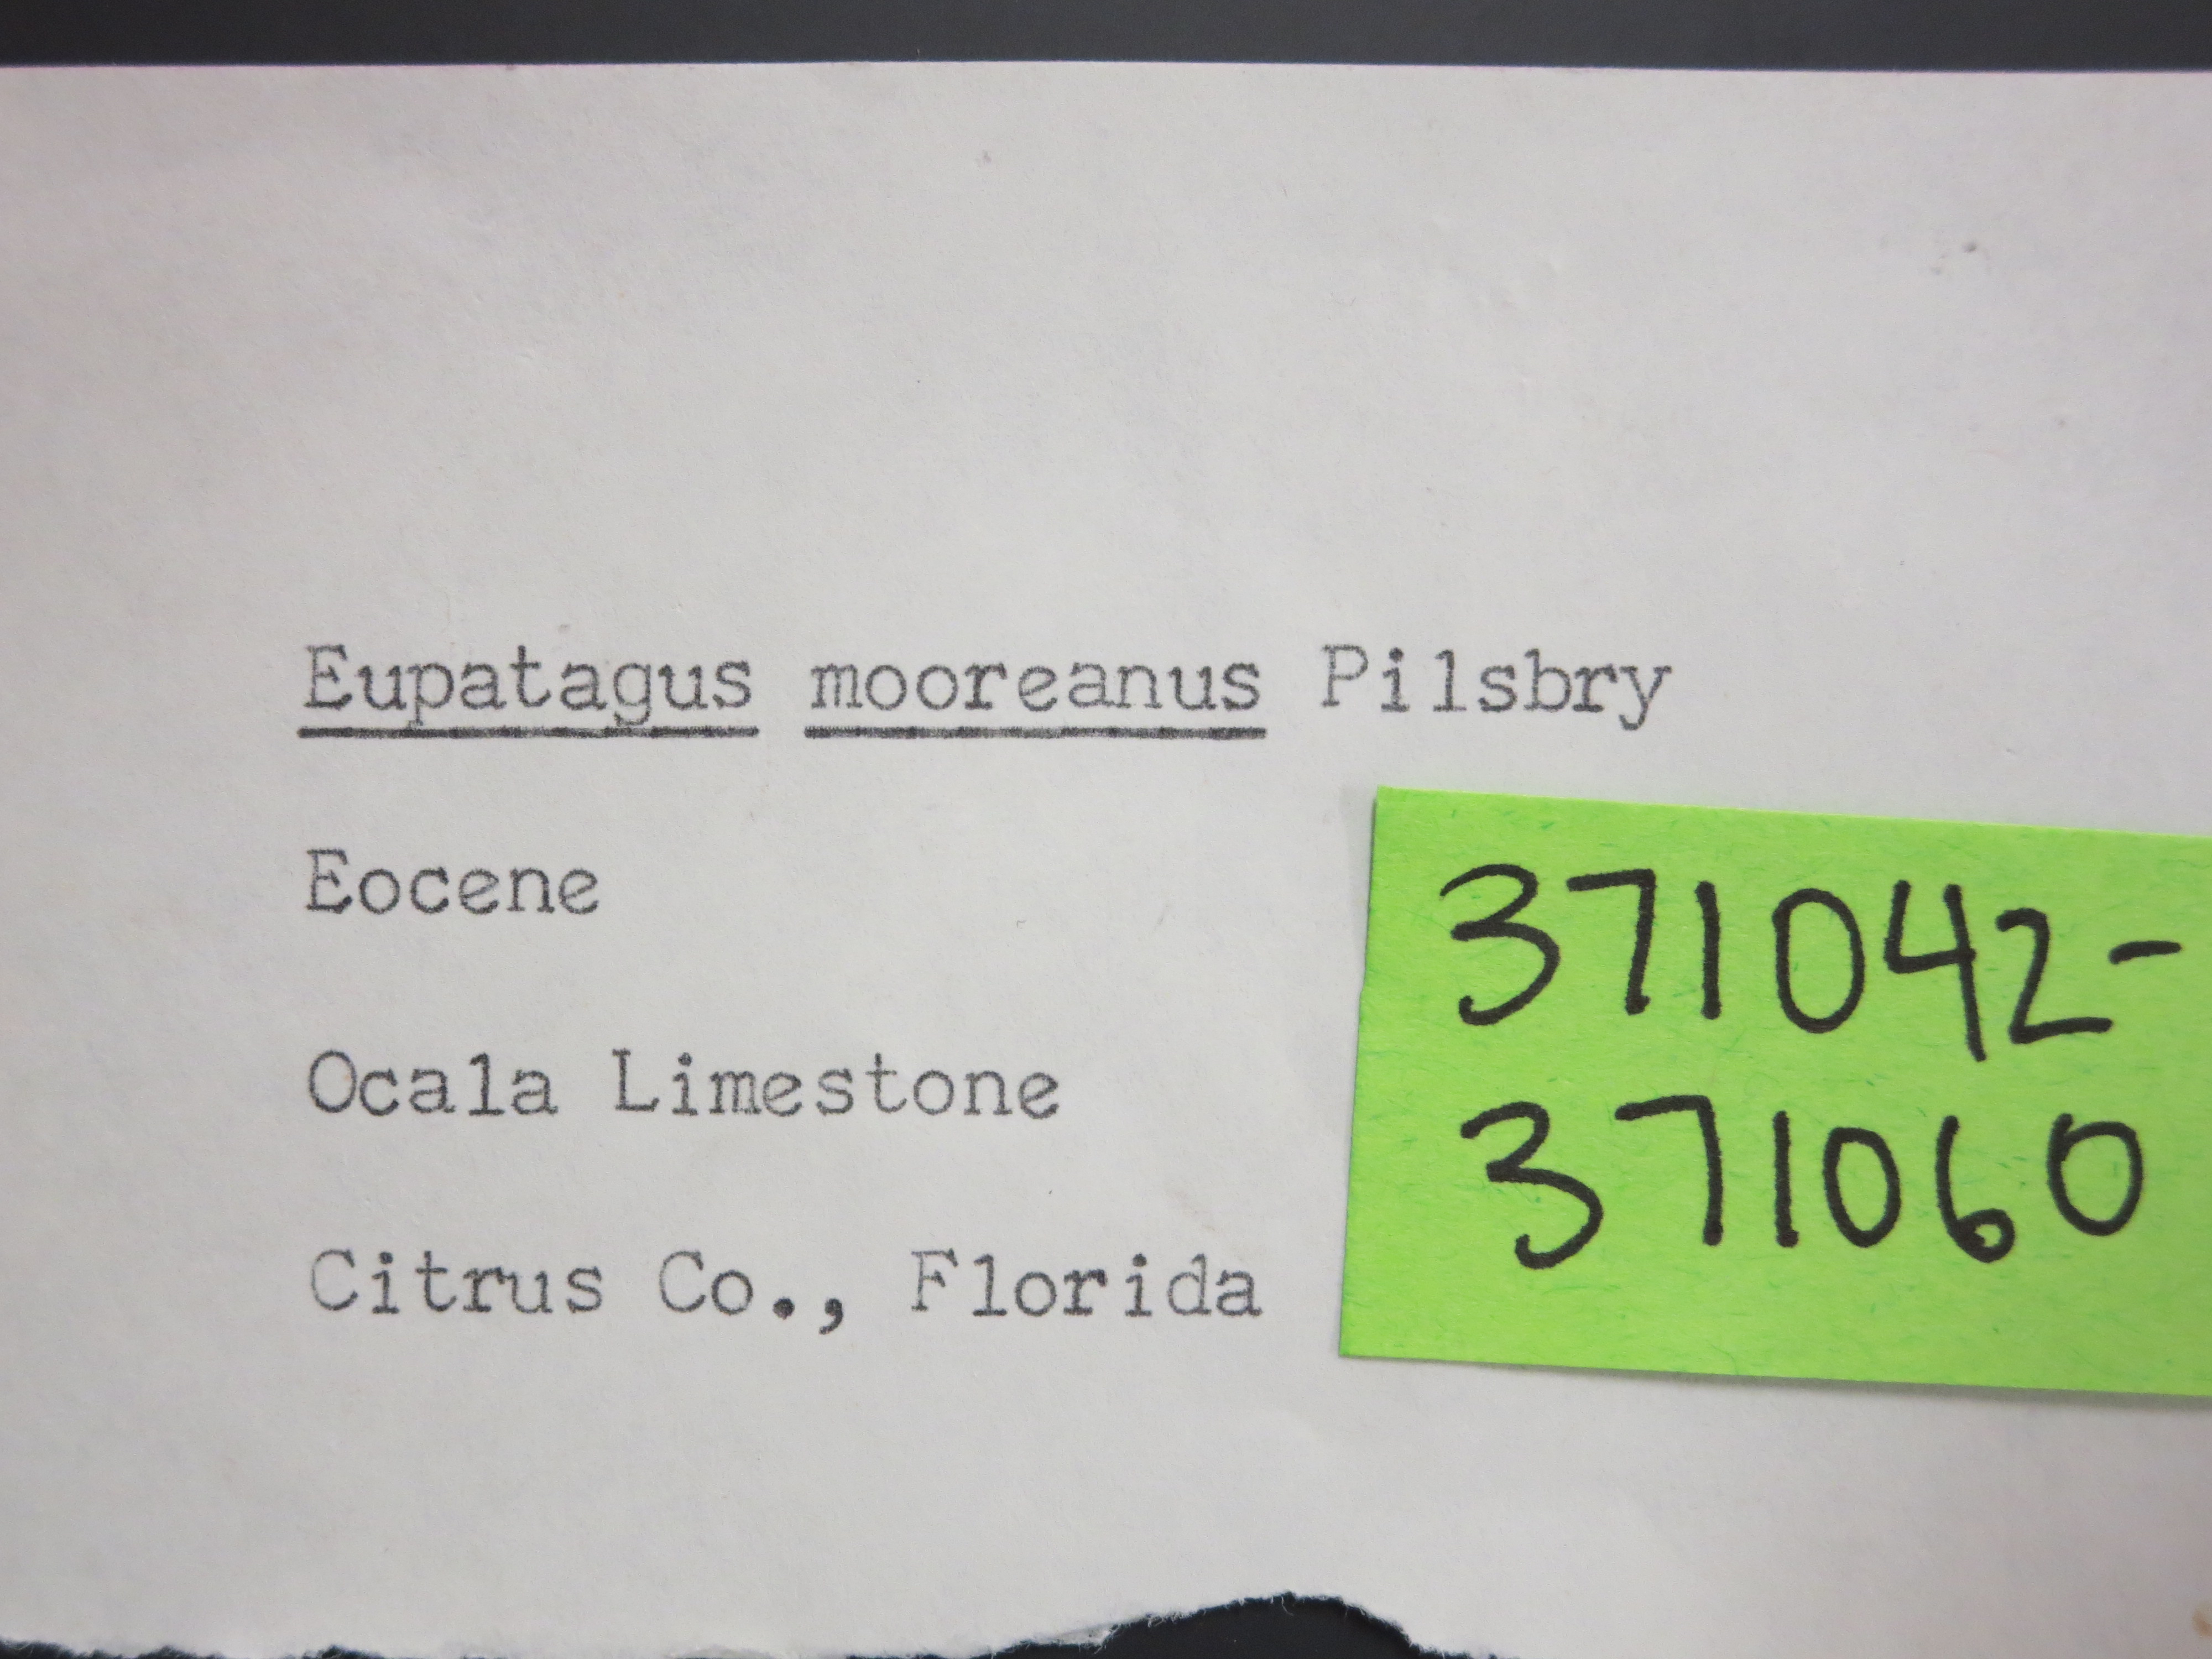 Eupatagus mooreanus Pilsbry
Eocene
Ocala Limestone
Citrus Co., Florida
371042-
371060